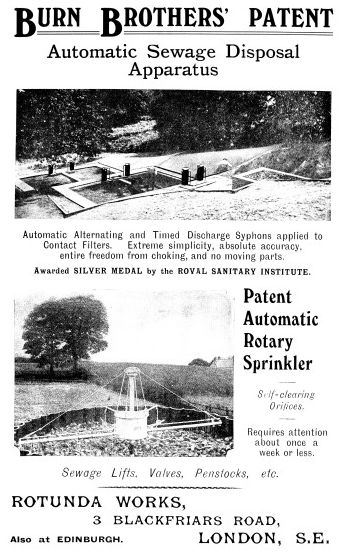 BURN BROTHERS' PATENT
Automatic Sewage Disposal
Apparatus
Automatic Alternating and Timed Discharge Syphons applied to
Contact Filters. Extreme simplicity, absolute accuracy,
entire freedom from choking, and no moving parts.
Awarded SILVER MEDAL by the ROYAL SANITARY INSTITUTE.
Patent
Automatic
Rotary
Sprinkler
Self-clearing
Orifices.
Requires attention
about once a
week or less.
Sewage Lifts, Valves, Penstocks, etc.
ROTUNDA WORKS,
3 BLACKFRIARS ROAD,
Also at EDINBURGH. LONDON, S.E.